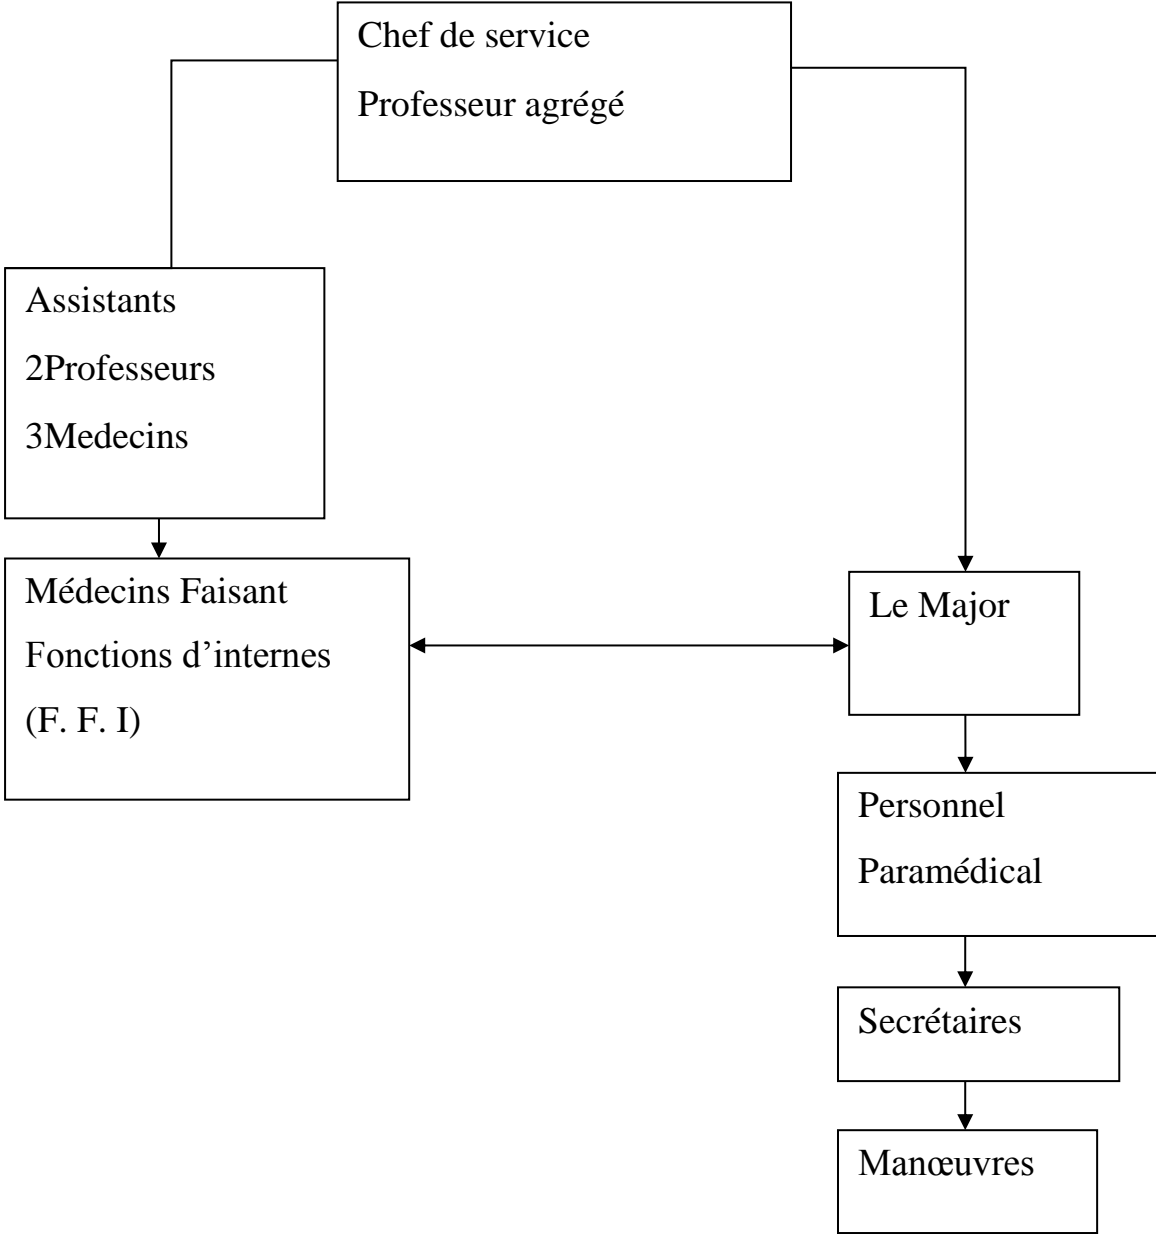 Chef de service
Professeur agrégé
Assistants
2Professeurs
3Medecins
Médecins Faisant
Fonctions d’internes
(F. F. I)
Le Major
Personnel
Paramédical
Secrétaires
Manœuvres